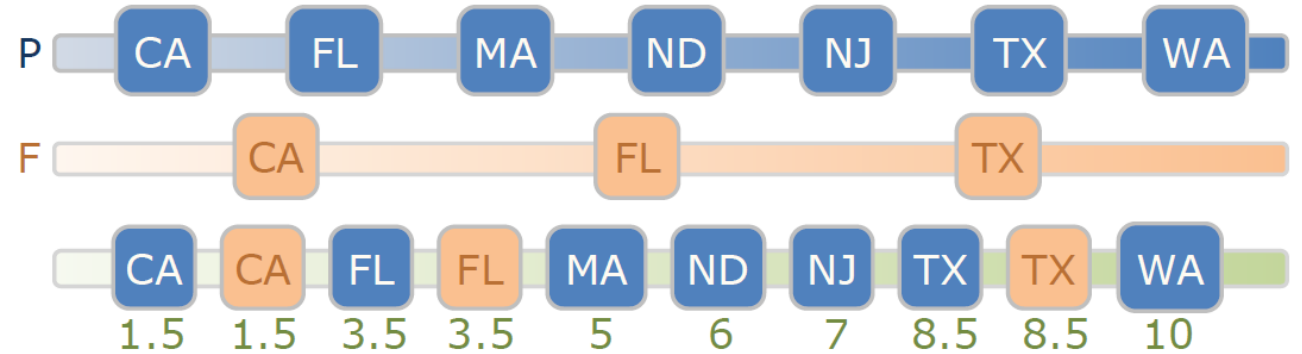 P CA FL MA ND NJ TX WA
F CA FL TX
CA CA FL FL MA ND NJ TX TX WA
1.5 1.5 3.5 3.5 5 6 7 8.5 8.5 10